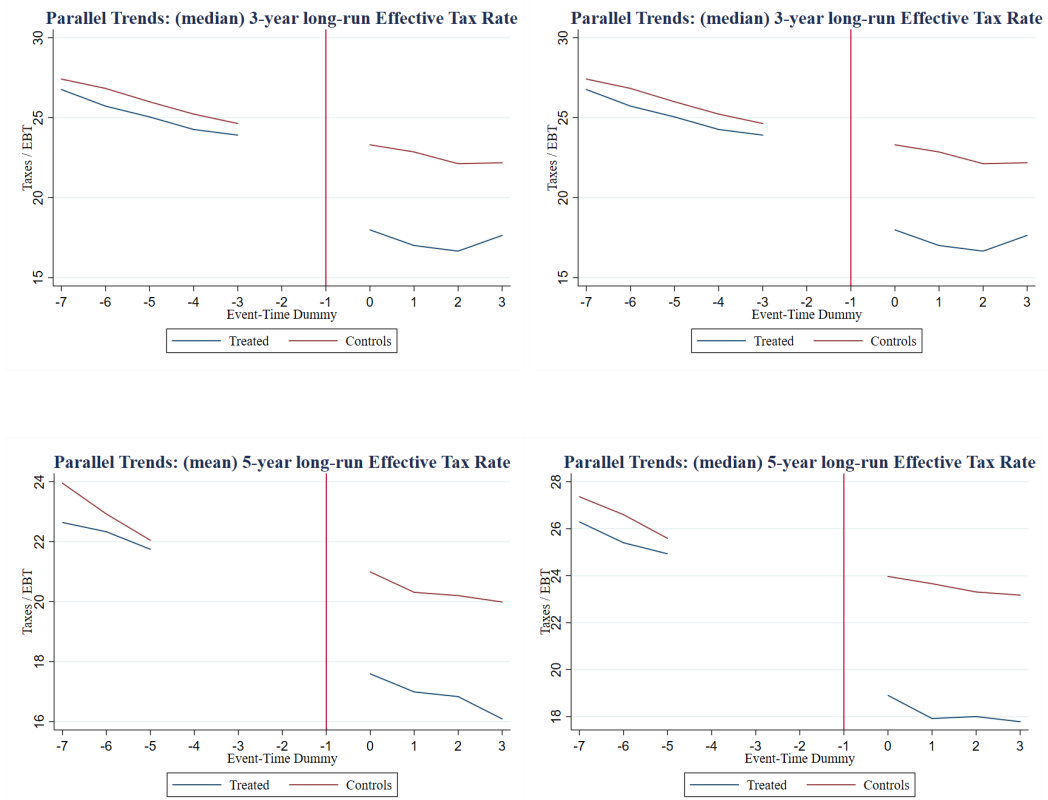 Parallel Trends: (median) 3-year long-run Effective Tax Rate
30
25
20
15
Taxes / EBT
-7 -6 -5 -4 -3 -2 -1 0 1 2 3
Event-Time Dummy
Treated Controls
Parallel Trends: (median) 3-year long-run Effective Tax Rate
30
25
20
15
Taxes / EBT
-7 -6 -5 -4 -3 -2 -1 0 1 2 3
Event-Time Dummy
Treated Controls
Parallel Trends: (mean) 5-year long-run Effective Tax Rate
24
22
20
18
16
Taxes / EBT
-7 -6 -5 -4 -3 -2 -1 0 1 2 3
Event-Time Dummy
Treated Controls
Parallel Trends: (median) 5-year long-run Effective Tax Rate
28
26
24
22
20
18
Taxes / EBT
-7 -6 -5 -4 -3 -2 -1 0 1 2 3
Event-Time Dummy
Treated Controls